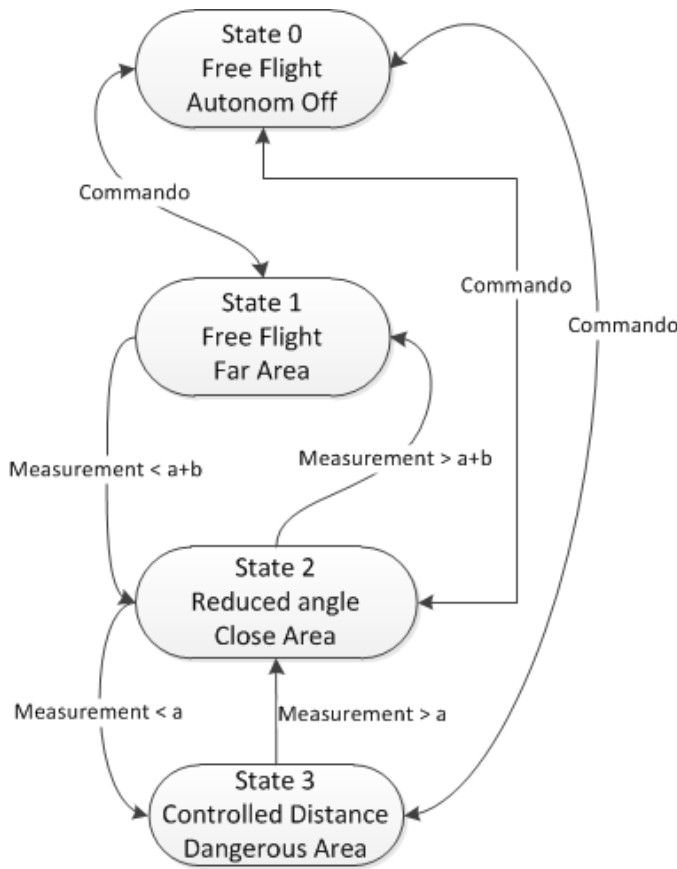 State 0
Free Flight
Autonom Off
Commando
Commando
Commando
State 1
Free Flight
Far Area
Measurement < a+b
Measurement > a+b
State 2
Reduced angle
Close Area
Measurement < a
Measurement > a
State 3
Controlled Distance
Dangerous Area